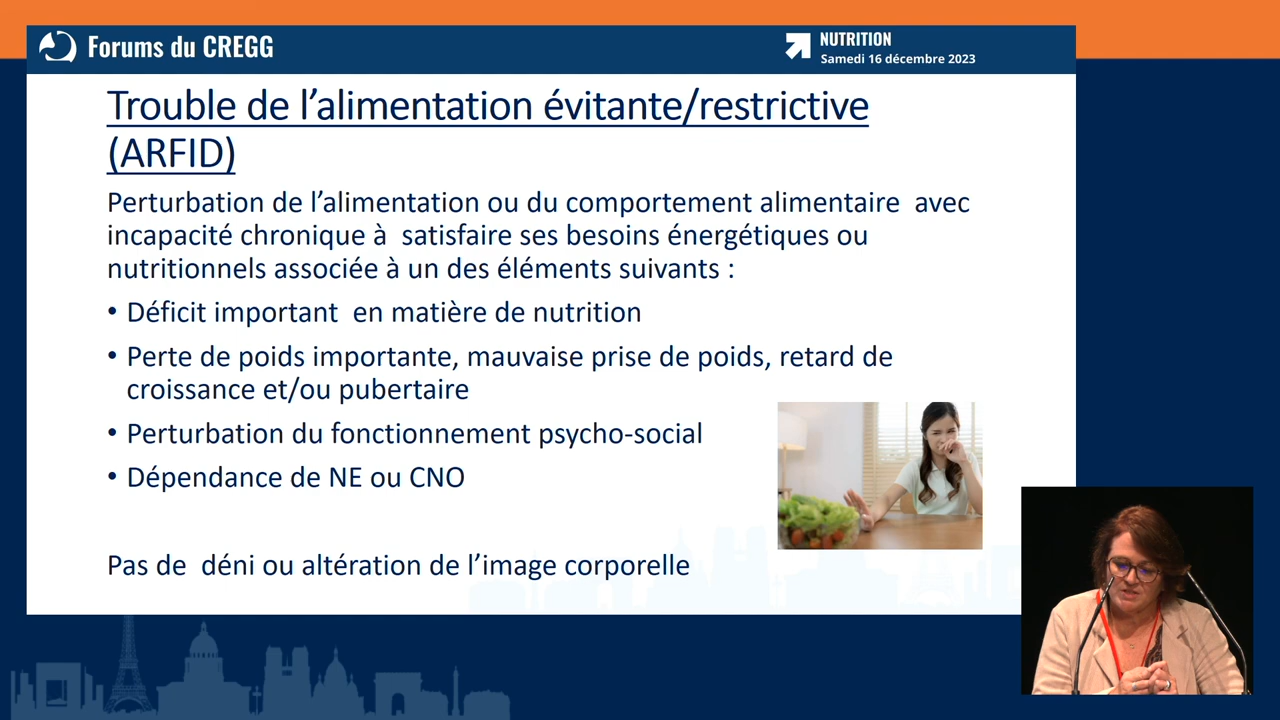 Forums du CREGG
NUTRITION
Samedi 16 décembre 2023
Trouble de l’alimentation évitante/restrictive
(ARFID)
Perturbation de l’alimentation ou du comportement alimentaire  avec
incapacité chronique à  satisfaire ses besoins énergétiques ou
nutritionnels associée à un des éléments suivants :
• Déficit important  en matière de nutrition
• Perte de poids importante, mauvaise prise de poids, retard de
croissance et/ou pubertaire
• Perturbation du fonctionnement psycho-social
• Dépendance de NE ou CNO
Pas de  déni ou altération de l’image corporelle